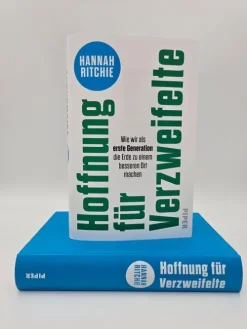 HANNAH
RITCHIE
Hoffnung
für
Verzweifelte
Wie wir als
erste Generation
die Erde zu einem
besseren Ort
machen
PIPER
PIPER
HANNAH
RITCHIE
Hoffnung für
Verzweifelte